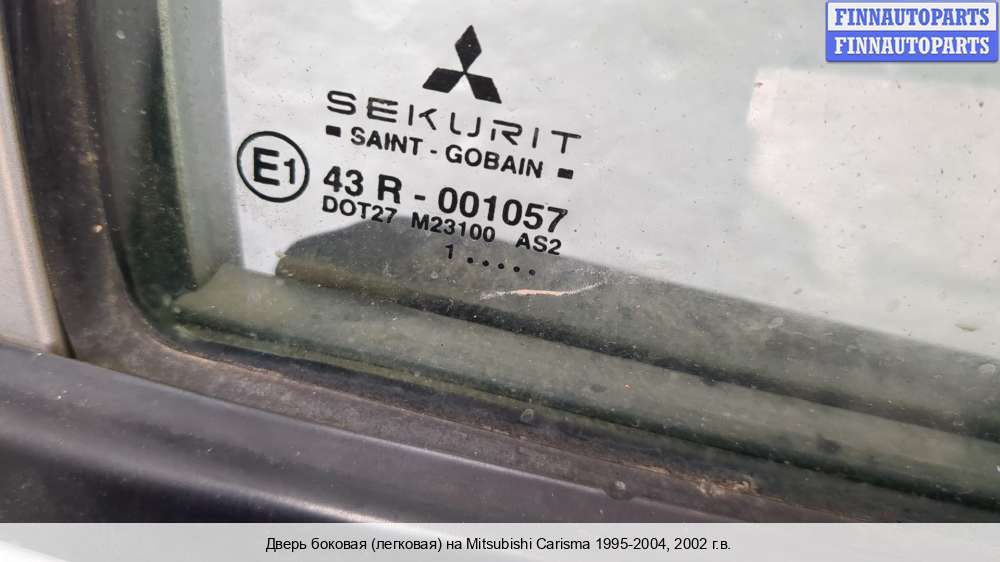 FINNAUTOPARTS
FINNAUTOPARTS
SEKURIT
SAINT - GOBAIN
E1
43 R - 001057
DOT27 M23100 AS2
1 .....
Дверь боковая (легковая) на Mitsubishi Carisma 1995-2004, 2002 г.в.